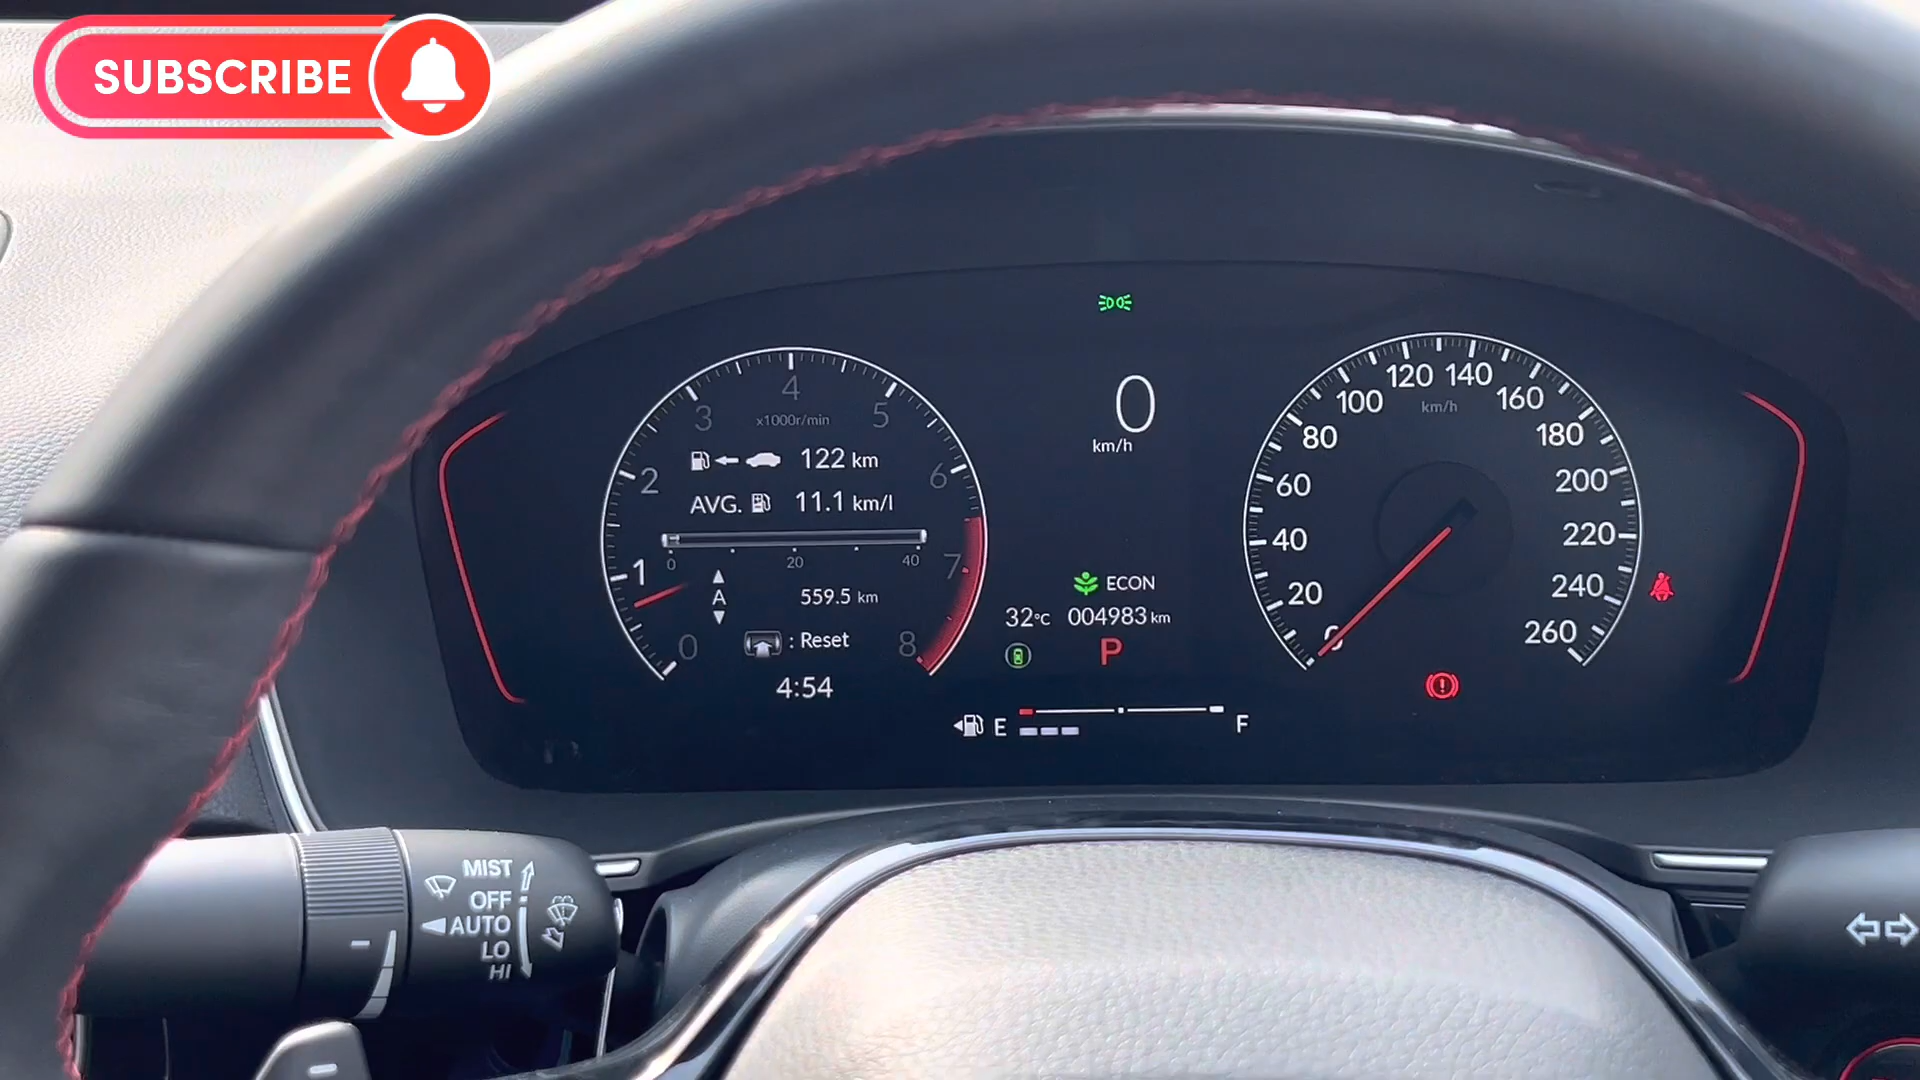 SUBSCRIBE
4
3
5
x1000r/min
122 km
2
6
AVG. 11.1 km/l
1
0 20 40
7
A
559.5 km
0
: Reset
8
4:54
0
km/h
ECON
32°C 004983 km
P
E F
120 140
100 160
km/h
80 180
60 200
40 220
20 240
0 260
MIST
OFF
AUTO
LO
HI